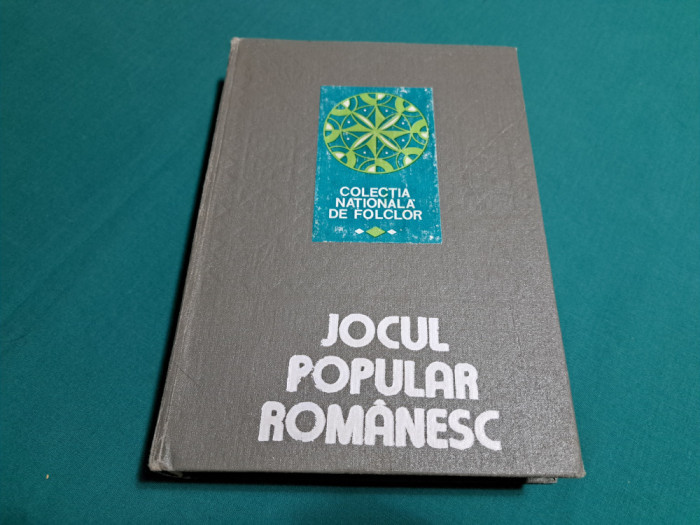 COLECȚIA
NAȚIONALĂ
DE FOLCLOR
JOCUL
POPULAR
ROMÂNESC